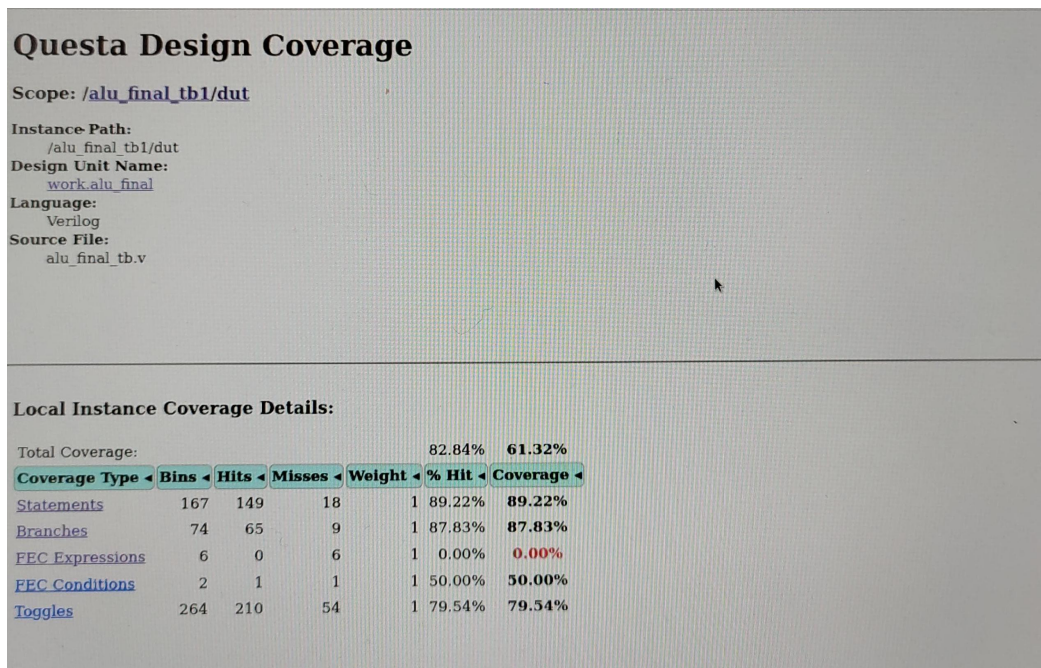 Questa Design Coverage
Scope: /alu_final_tb1/dut
Instance Path:
/alu_final_tb1/dut
Design Unit Name:
work.alu_final
Language:
Verilog
Source File:
alu_final_tb.v
Local Instance Coverage Details:
Total Coverage: 82.84% 61.32%
Coverage Type ◂ Bins ◂ Hits ◂ Misses ◂ Weight ◂ % Hit ◂ Coverage ◂
Statements 167 149 18 1 89.22% 89.22%
Branches 74 65 9 1 87.83% 87.83%
FEC Expressions 6 0 6 1 0.00% 0.00%
FEC Conditions 2 1 1 1 50.00% 50.00%
Toggles 264 210 54 1 79.54% 79.54%